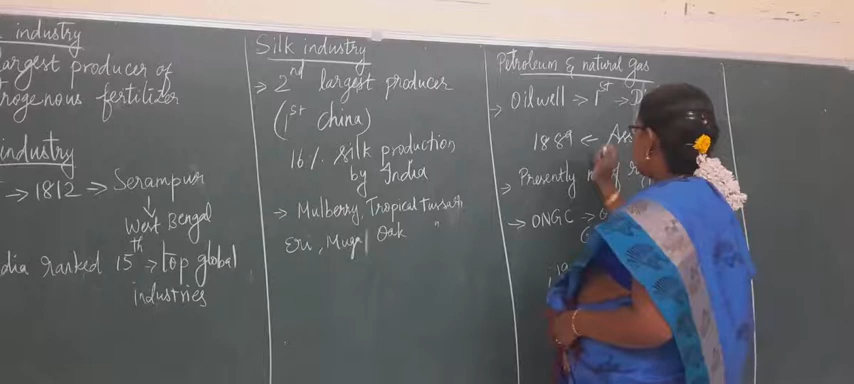 industry
largest producer of
trogenous fertilizer
industry
→ 1812 ⇒ Serampur
↓
West Bengal
dia ranked 15th → top global
industries
Silk industry
⇒ 2nd largest producer
(1st China)
16% silk production
by India
→ Mulberry, Tropical Tussah
Eri, Muga, Oak "
Petroleum & natural gas
→ Oilwell → 1st →
1889 ←
→ Presently no. of
→ ONGC →